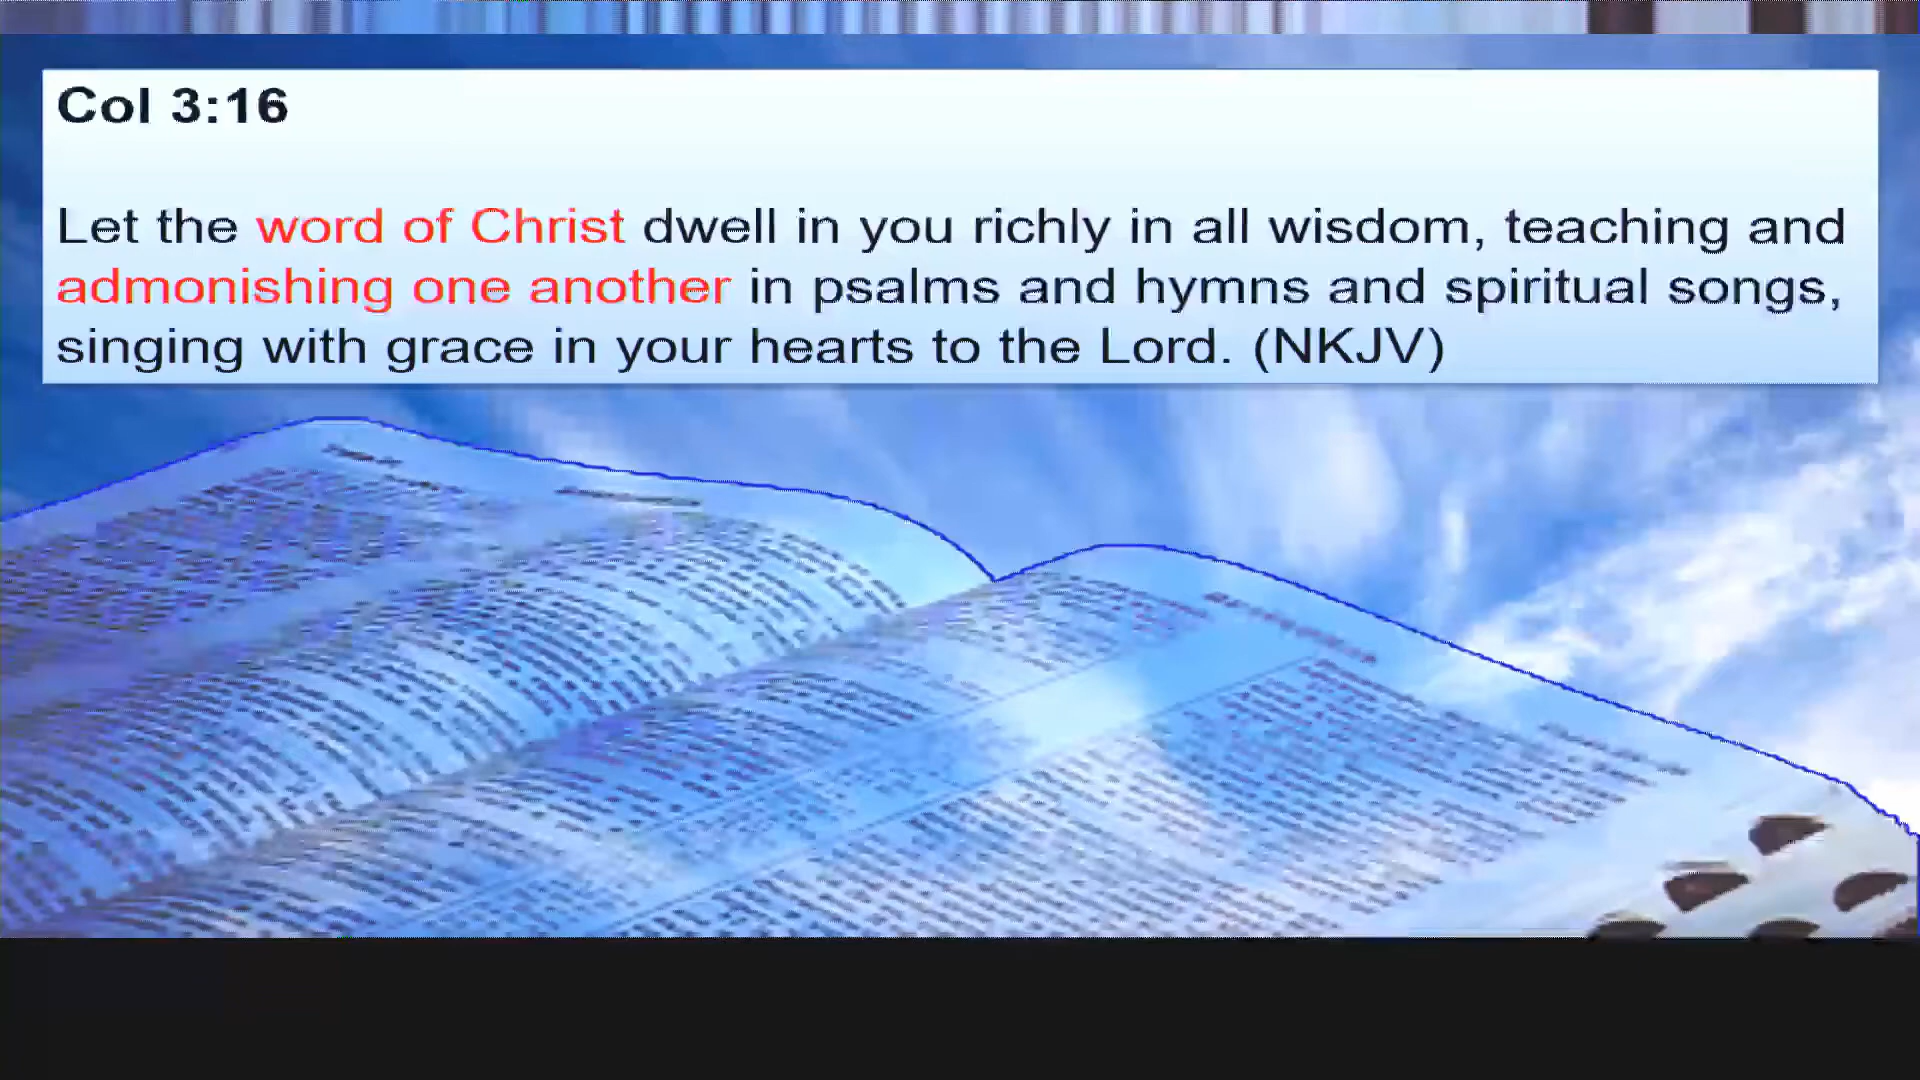 Col 3:16
Let the word of Christ dwell in you richly in all wisdom, teaching and
admonishing one another in psalms and hymns and spiritual songs,
singing with grace in your hearts to the Lord. (NKJV)